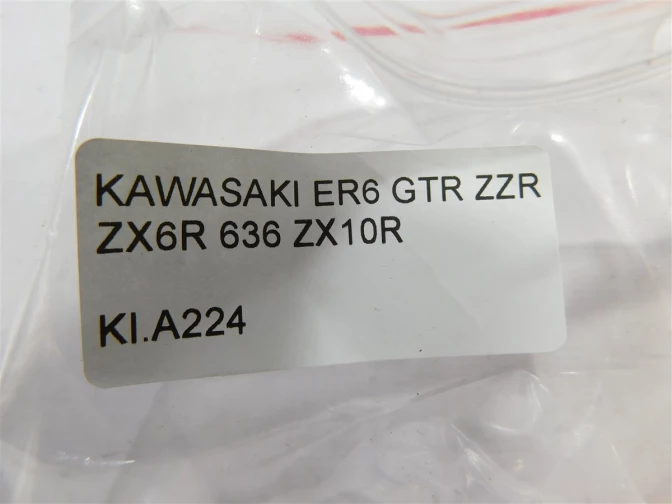 KAWASAKI ER6 GTR ZZR
ZX6R 636 ZX10R
KI.A224